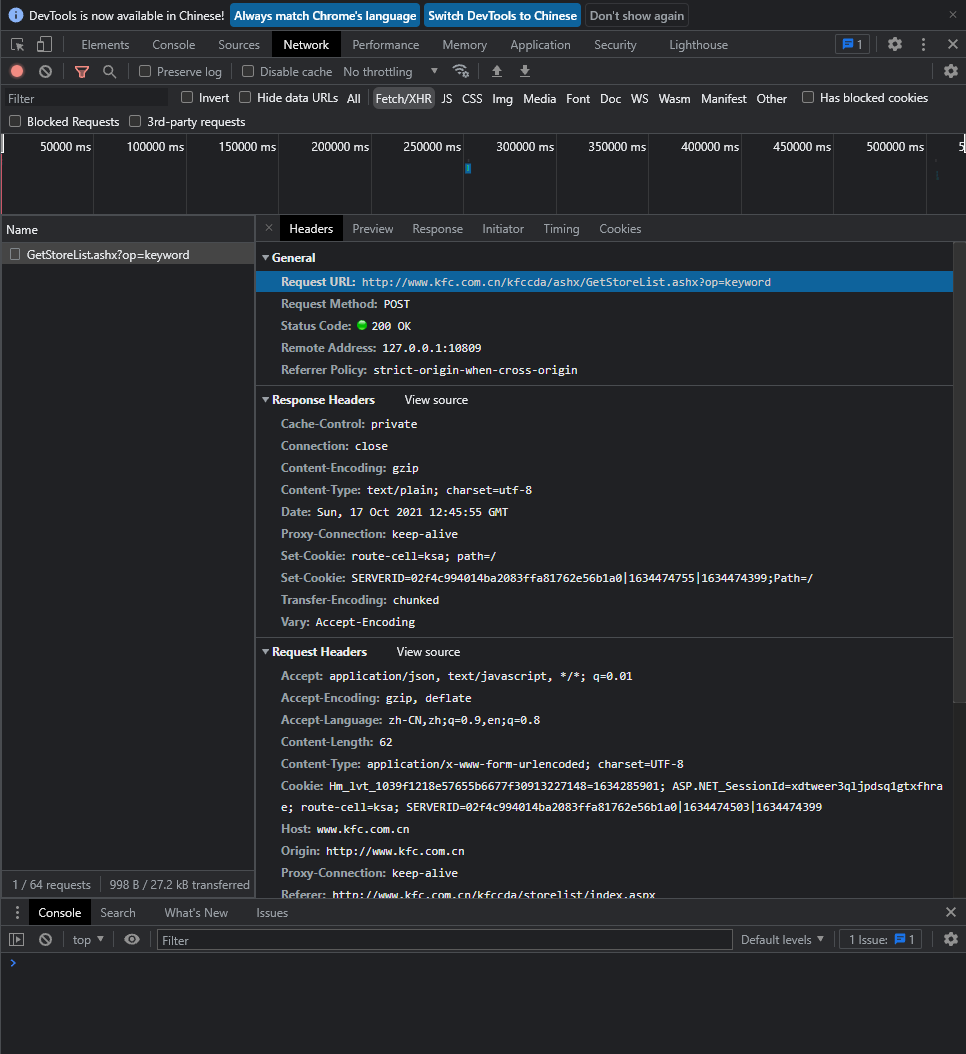 DevTools is now available in Chinese! Always match Chrome's language Switch DevTools to Chinese Don't show again
Elements Console Sources Network Performance Memory Application Security Lighthouse 1
Preserve log Disable cache No throttling
Filter Invert Hide data URLs All Fetch/XHR JS CSS Img Media Font Doc WS Wasm Manifest Other Has blocked cookies
Blocked Requests 3rd-party requests
50000 ms 100000 ms 150000 ms 200000 ms 250000 ms 300000 ms 350000 ms 400000 ms 450000 ms 500000 ms 5
Name
GetStoreList.ashx?op=keyword
1 / 64 requests 998 B / 27.2 kB transferred
× Headers Preview Response Initiator Timing Cookies
General
Request URL: http://www.kfc.com.cn/kfccda/ashx/GetStoreList.ashx?op=keyword
Request Method: POST
Status Code: 200 OK
Remote Address: 127.0.0.1:10809
Referrer Policy: strict-origin-when-cross-origin
Response Headers View source
Cache-Control: private
Connection: close
Content-Encoding: gzip
Content-Type: text/plain; charset=utf-8
Date: Sun, 17 Oct 2021 12:45:55 GMT
Proxy-Connection: keep-alive
Set-Cookie: route-cell=ksa; path=/
Set-Cookie: SERVERID=02f4c994014ba2083ffa81762e56b1a0|1634474755|1634474399;Path=/
Transfer-Encoding: chunked
Vary: Accept-Encoding
Request Headers View source
Accept: application/json, text/javascript, */*; q=0.01
Accept-Encoding: gzip, deflate
Accept-Language: zh-CN,zh;q=0.9,en;q=0.8
Content-Length: 62
Content-Type: application/x-www-form-urlencoded; charset=UTF-8
Cookie: Hm_lvt_1039f1218e57655b6677f30913227148=1634285901; ASP.NET_SessionId=xdtweer3qljpdsq1gtxfhra
e; route-cell=ksa; SERVERID=02f4c994014ba2083ffa81762e56b1a0|1634474503|1634474399
Host: www.kfc.com.cn
Origin: http://www.kfc.com.cn
Proxy-Connection: keep-alive
Referer: http://www.kfc.com.cn/kfccda/storelist/index.aspx
Console Search What's New Issues
top Filter Default levels 1 Issue: 1